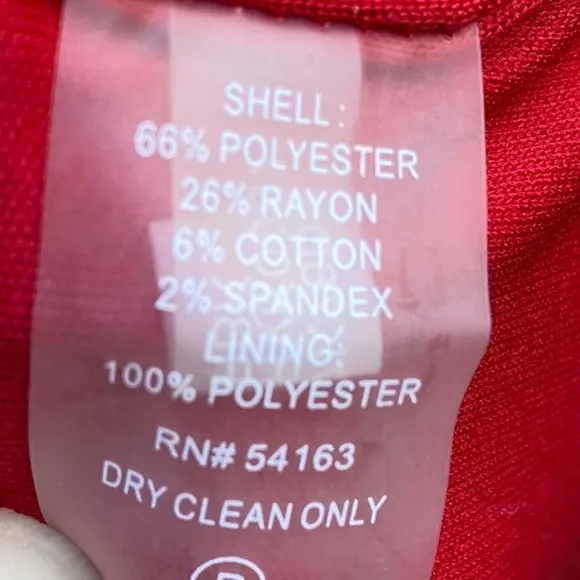 SHELL:
66% POLYESTER
26% RAYON
6% COTTON
2% SPANDEX
LINING:
100% POLYESTER
RN# 54163
DRY CLEAN ONLY
P